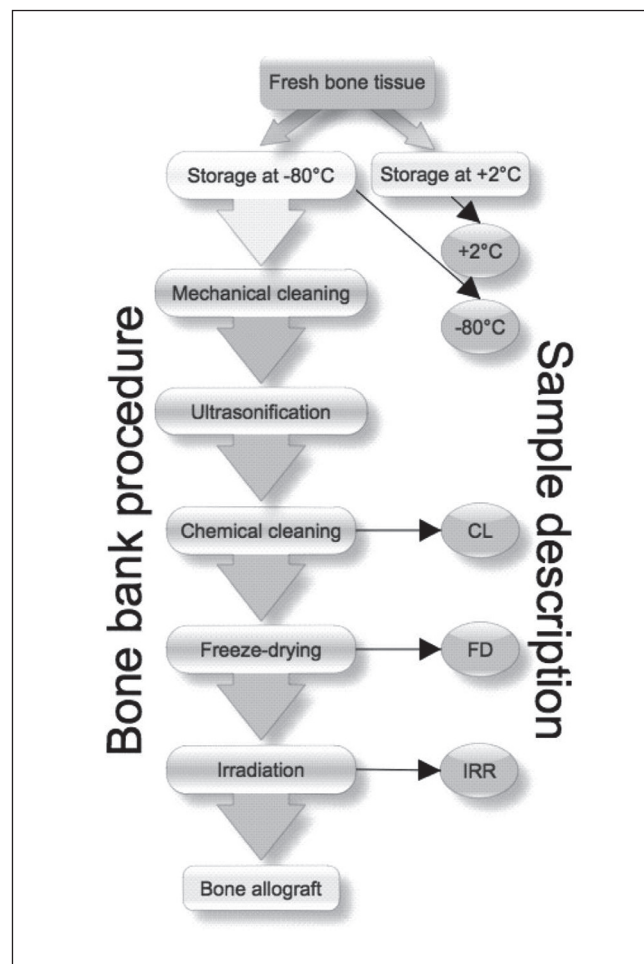 Fresh bone tissue
Storage at -80°C
Storage at +2°C
+2°C
Mechanical cleaning
-80°C
Ultrasonification
Chemical cleaning
CL
Freeze-drying
FD
Irradiation
IRR
Bone allograft
Bone bank procedure
Sample description